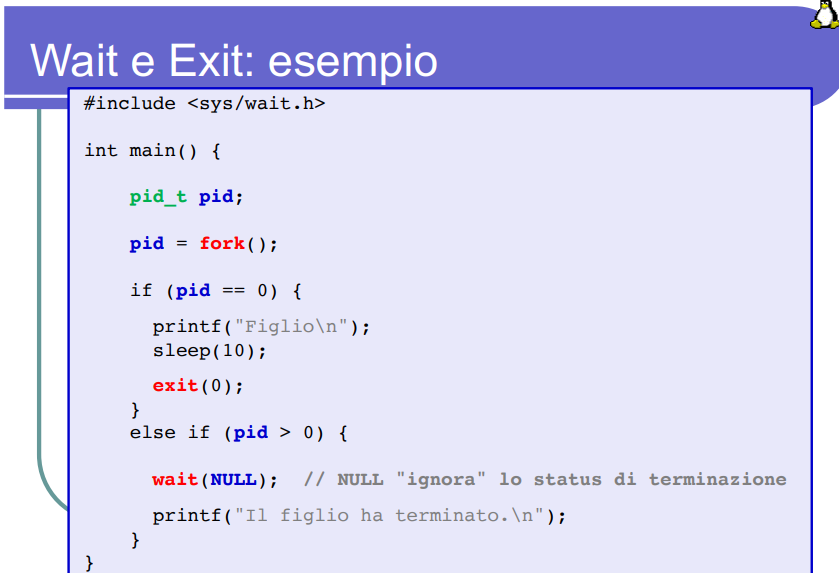 Wait e Exit: esempio
#include <sys/wait.h>
int main() {
pid_t pid;
pid = fork();
if (pid == 0) {
printf("Figlio\n");
sleep(10);
exit(0);
}
else if (pid > 0) {
wait(NULL); // NULL "ignora" lo status di terminazione
printf("Il figlio ha terminato.\n");
}
}